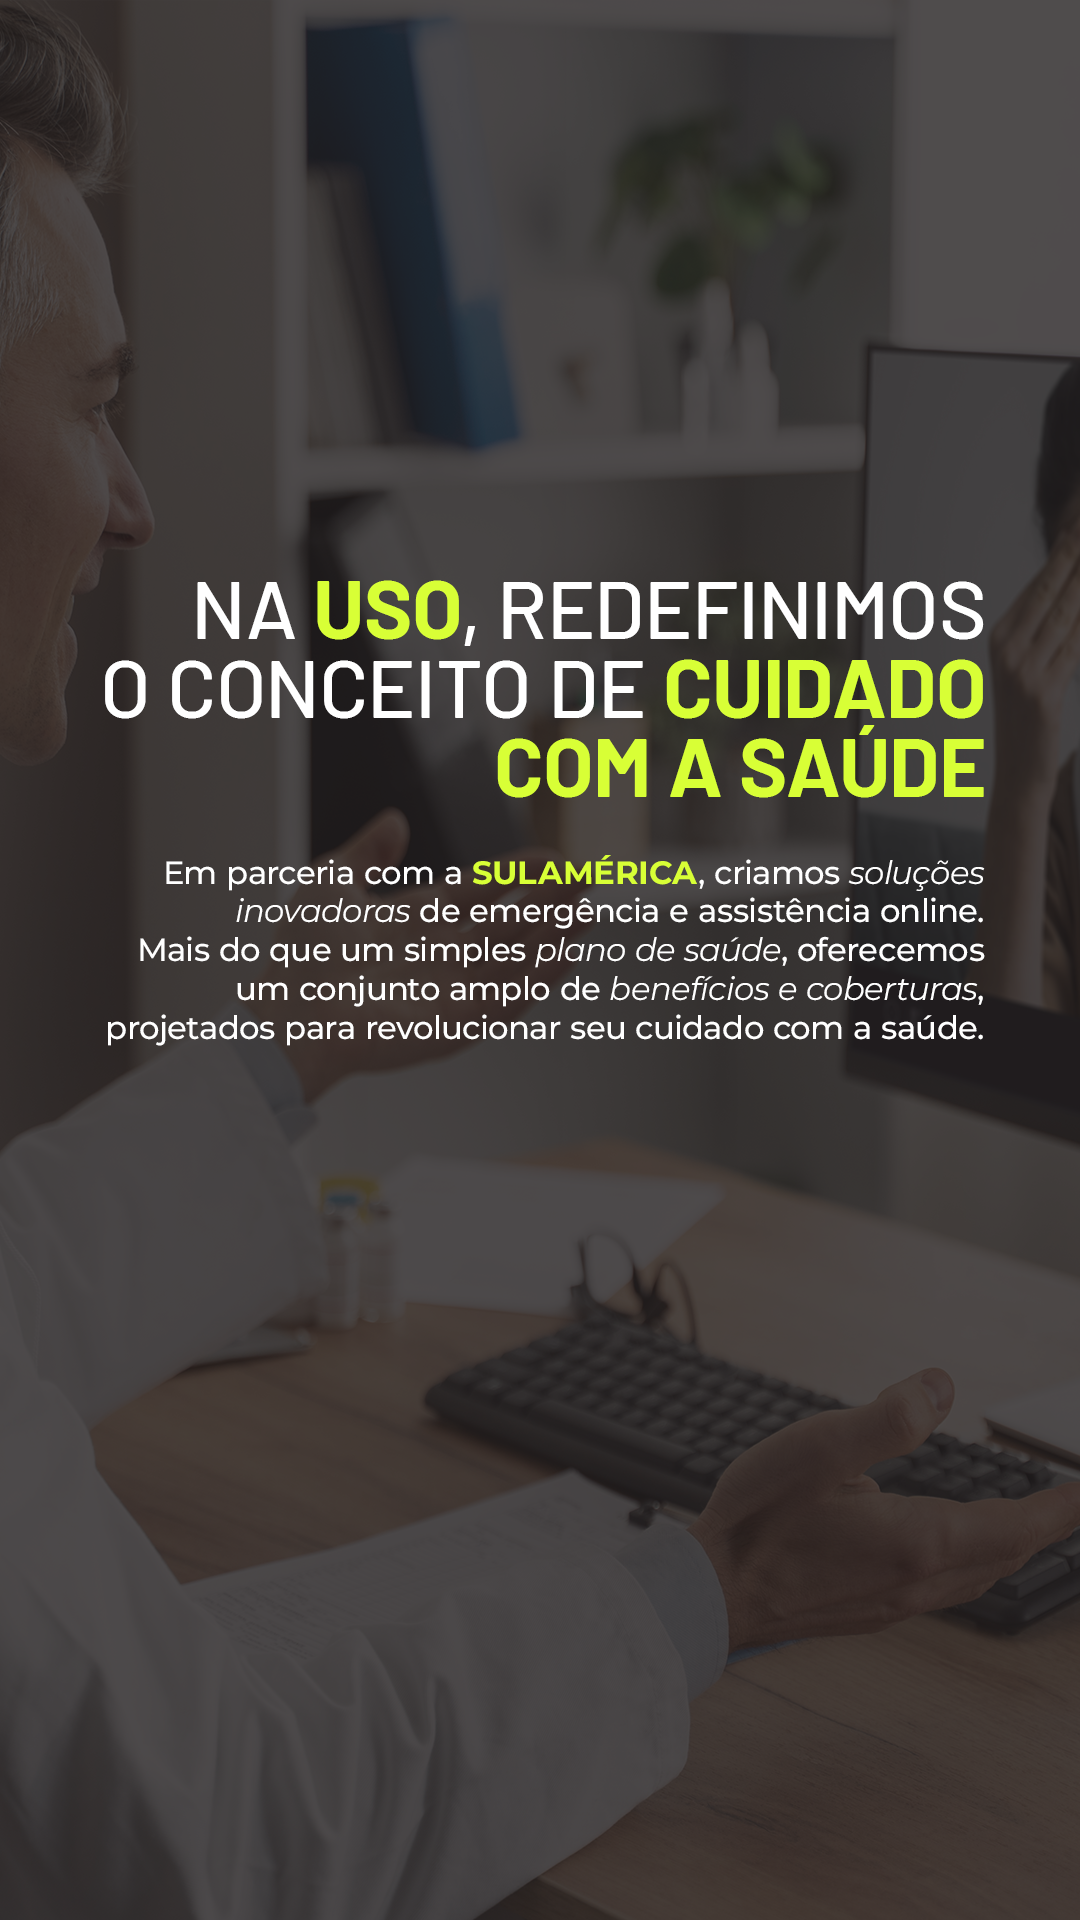 NA USO, REDEFINIMOS
O CONCEITO DE CUIDADO
COM A SAÚDE
Em parceria com a SULAMÉRICA, criamos soluções
inovadoras de emergência e assistência online.
Mais do que um simples plano de saúde, oferecemos
um conjunto amplo de benefícios e coberturas,
projetados para revolucionar seu cuidado com a saúde.